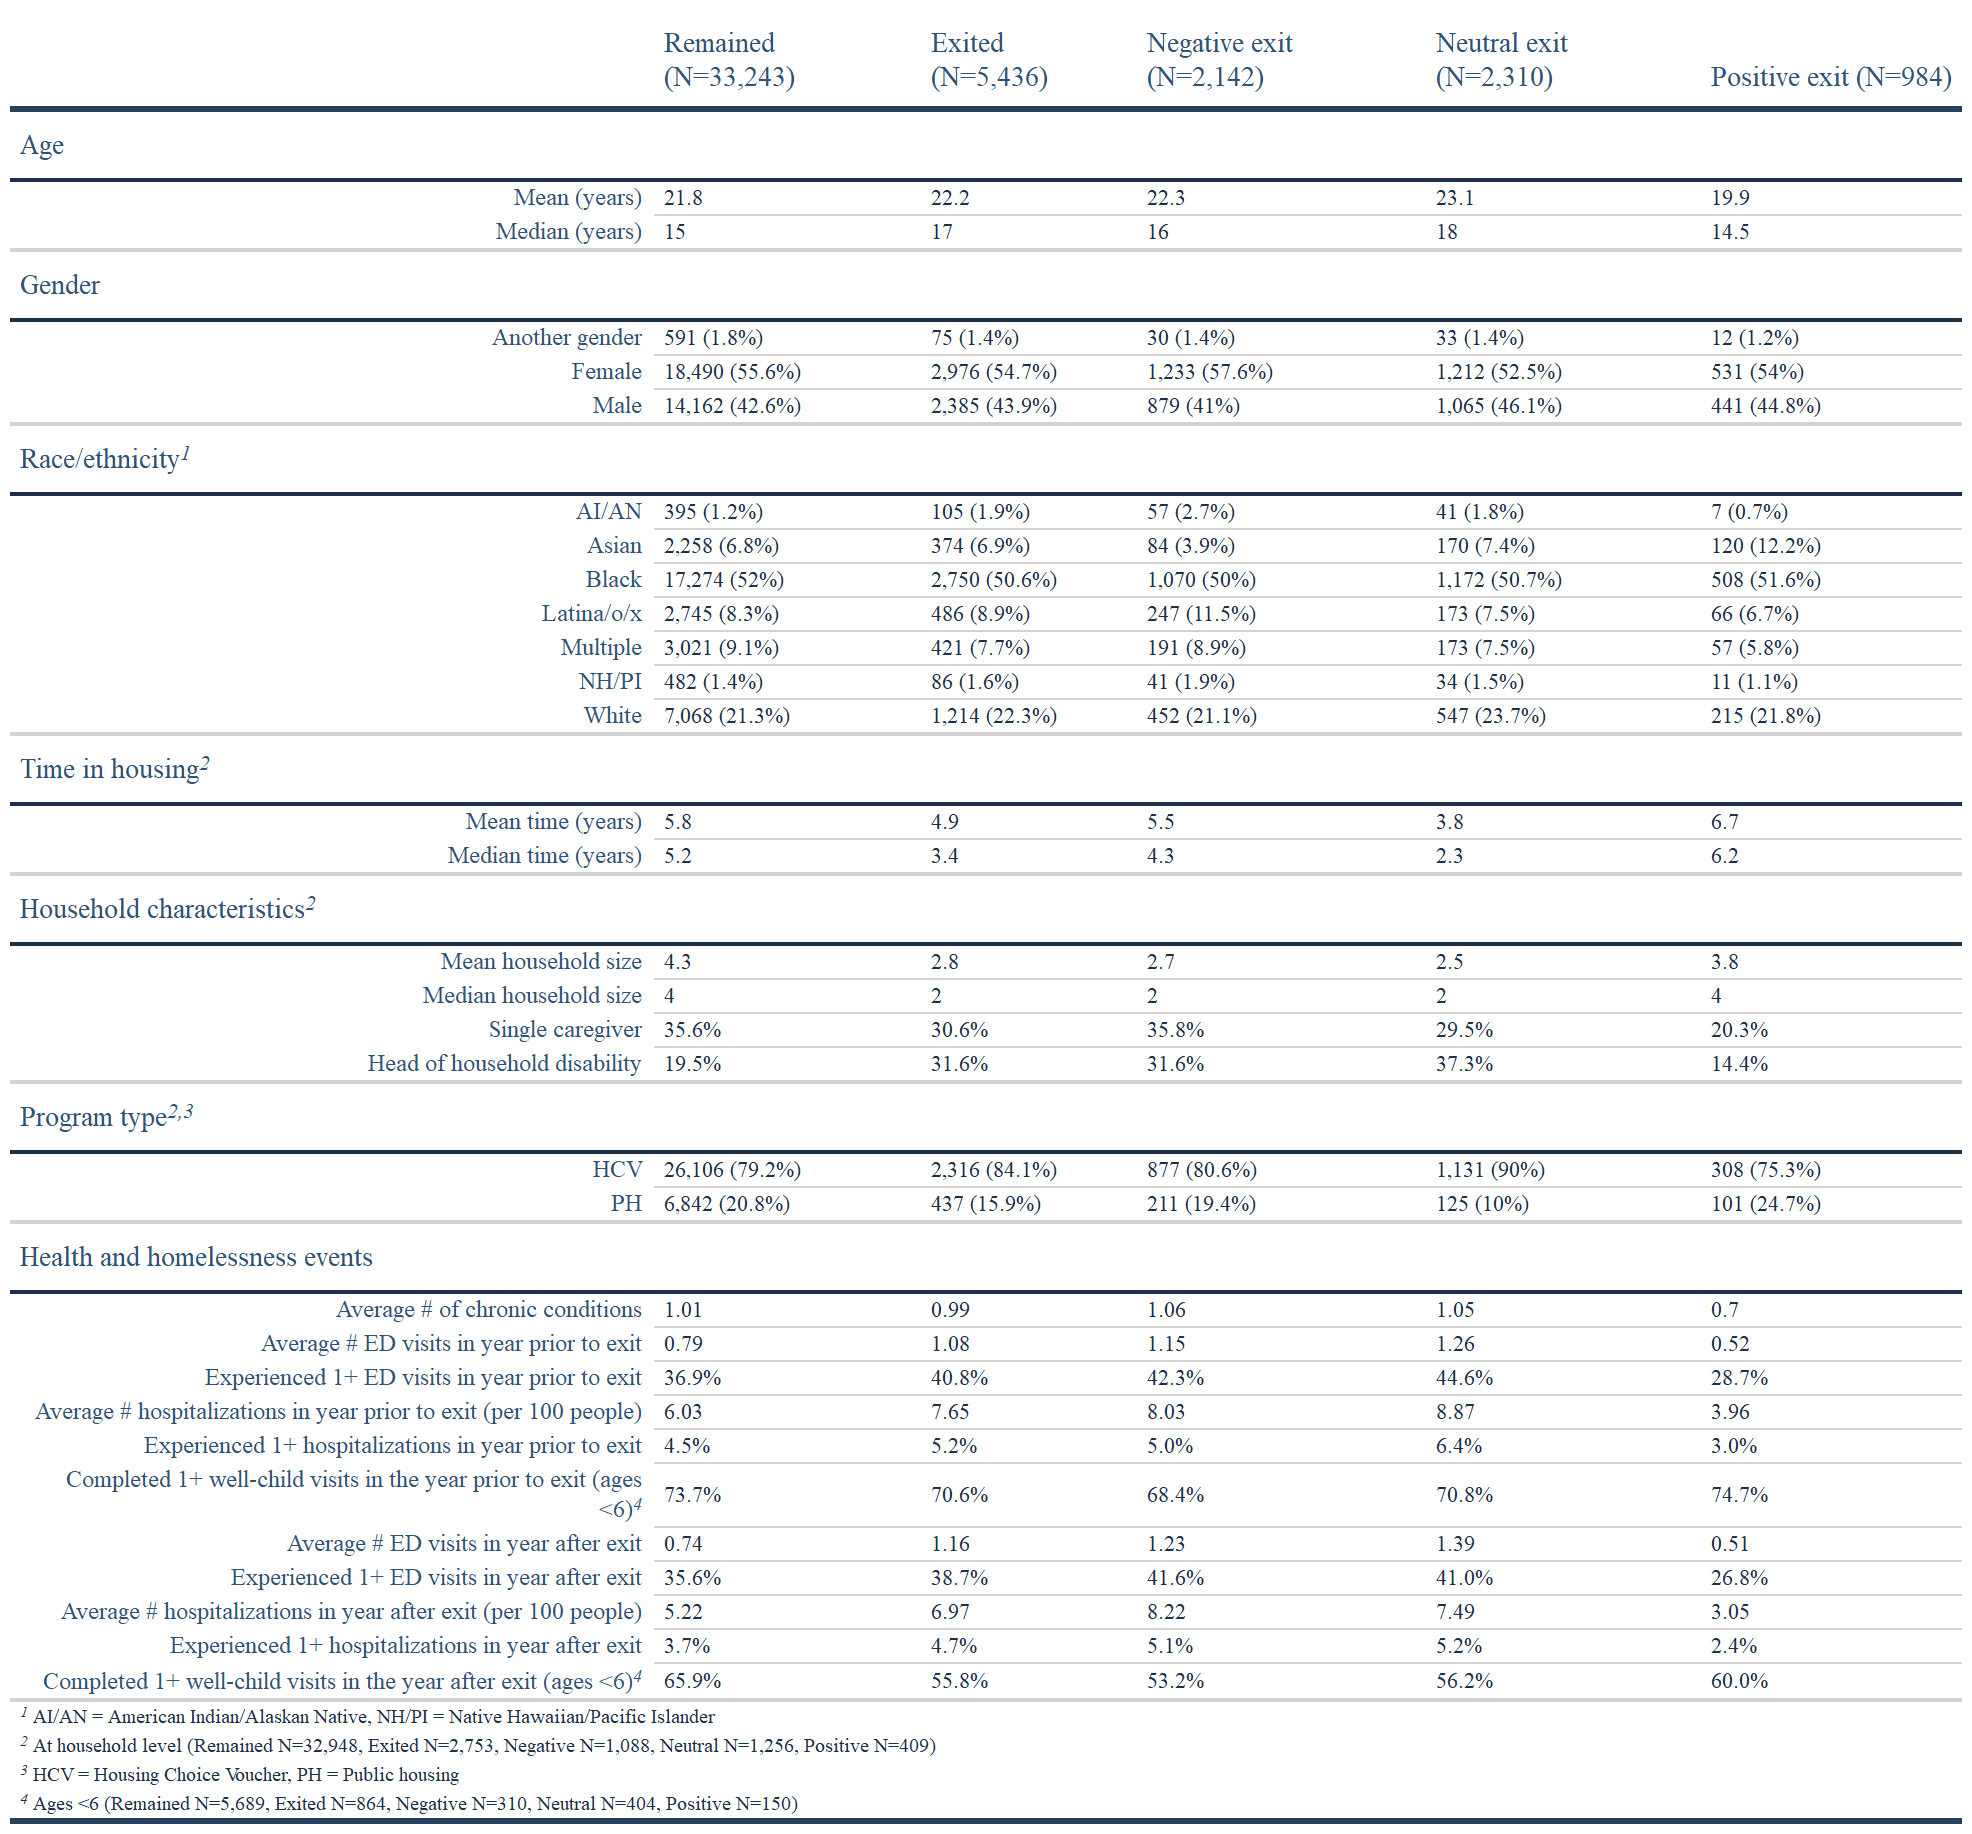 Remained (N=33,243) Exited (N=5,436) Negative exit (N=2,142) Neutral exit (N=2,310) Positive exit (N=984)
Age
Mean (years) 21.8 22.2 22.3 23.1 19.9
Median (years) 15 17 16 18 14.5
Gender
Another gender 591 (1.8%) 75 (1.4%) 30 (1.4%) 33 (1.4%) 12 (1.2%)
Female 18,490 (55.6%) 2,976 (54.7%) 1,233 (57.6%) 1,212 (52.5%) 531 (54%)
Male 14,162 (42.6%) 2,385 (43.9%) 879 (41%) 1,065 (46.1%) 441 (44.8%)
Race/ethnicity1
AI/AN 395 (1.2%) 105 (1.9%) 57 (2.7%) 41 (1.8%) 7 (0.7%)
Asian 2,258 (6.8%) 374 (6.9%) 84 (3.9%) 170 (7.4%) 120 (12.2%)
Black 17,274 (52%) 2,750 (50.6%) 1,070 (50%) 1,172 (50.7%) 508 (51.6%)
Latina/o/x 2,745 (8.3%) 486 (8.9%) 247 (11.5%) 173 (7.5%) 66 (6.7%)
Multiple 3,021 (9.1%) 421 (7.7%) 191 (8.9%) 173 (7.5%) 57 (5.8%)
NH/PI 482 (1.4%) 86 (1.6%) 41 (1.9%) 34 (1.5%) 11 (1.1%)
White 7,068 (21.3%) 1,214 (22.3%) 452 (21.1%) 547 (23.7%) 215 (21.8%)
Time in housing2
Mean time (years) 5.8 4.9 5.5 3.8 6.7
Median time (years) 5.2 3.4 4.3 2.3 6.2
Household characteristics2
Mean household size 4.3 2.8 2.7 2.5 3.8
Median household size 4 2 2 2 4
Single caregiver 35.6% 30.6% 35.8% 29.5% 20.3%
Head of household disability 19.5% 31.6% 31.6% 37.3% 14.4%
Program type2,3
HCV 26,106 (79.2%) 2,316 (84.1%) 877 (80.6%) 1,131 (90%) 308 (75.3%)
PH 6,842 (20.8%) 437 (15.9%) 211 (19.4%) 125 (10%) 101 (24.7%)
Health and homelessness events
Average # of chronic conditions 1.01 0.99 1.06 1.05 0.7
Average # ED visits in year prior to exit 0.79 1.08 1.15 1.26 0.52
Experienced 1+ ED visits in year prior to exit 36.9% 40.8% 42.3% 44.6% 28.7%
Average # hospitalizations in year prior to exit (per 100 people) 6.03 7.65 8.03 8.87 3.96
Experienced 1+ hospitalizations in year prior to exit 4.5% 5.2% 5.0% 6.4% 3.0%
Completed 1+ well-child visits in the year prior to exit (ages
<6)4 73.7% 70.6% 68.4% 70.8% 74.7%
Average # ED visits in year after exit 0.74 1.16 1.23 1.39 0.51
Experienced 1+ ED visits in year after exit 35.6% 38.7% 41.6% 41.0% 26.8%
Average # hospitalizations in year after exit (per 100 people) 5.22 6.97 8.22 7.49 3.05
Experienced 1+ hospitalizations in year after exit 3.7% 4.7% 5.1% 5.2% 2.4%
Completed 1+ well-child visits in the year after exit (ages <6)4 65.9% 55.8% 53.2% 56.2% 60.0%
1 AI/AN = American Indian/Alaskan Native, NH/PI = Native Hawaiian/Pacific Islander
2 At household level (Remained N=32,948, Exited N=2,753, Negative N=1,088, Neutral N=1,256, Positive N=409)
3 HCV = Housing Choice Voucher, PH = Public housing
4 Ages <6 (Remained N=5,689, Exited N=864, Negative N=310, Neutral N=404, Positive N=150)